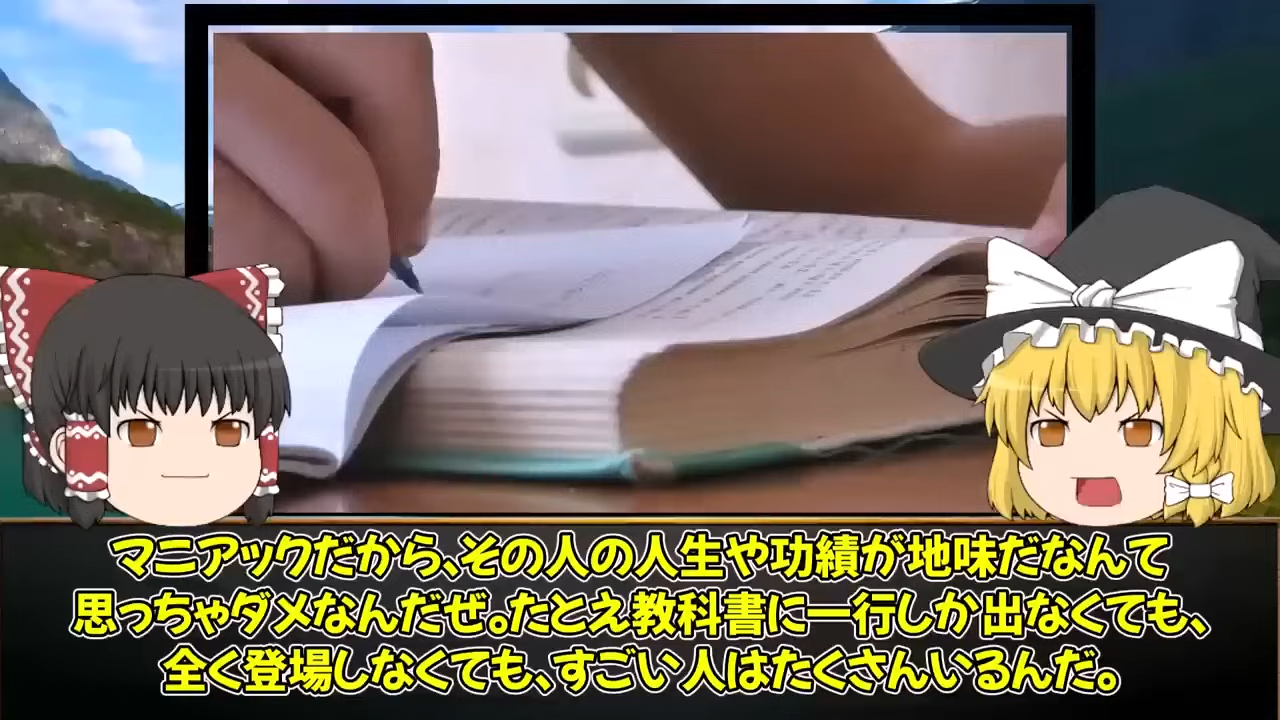 マニアックだから、その人の人生や功績が地味だなんて
思っちゃダメなんだぜ。たとえ教科書に一行しか出なくても、
全く登場しなくても、すごい人はたくさんいるんだ。